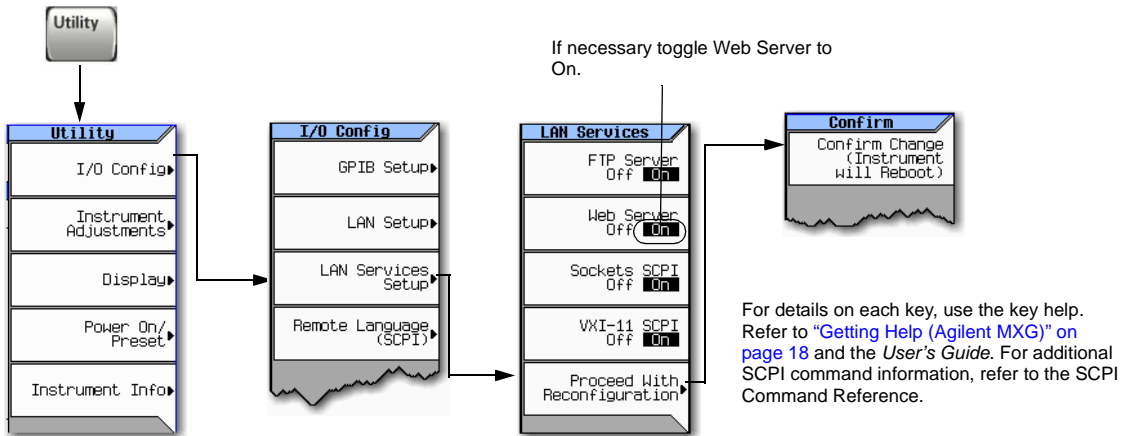 Utility
If necessary toggle Web Server to
On.
Utility
I/O Config
Instrument
Adjustments
Display
Power On/
Preset
Instrument Info
I/O Config
GPIB Setup
LAN Setup
LAN Services
Setup
Remote Language
(SCPI)
LAN Services
FTP Server
Off On
Web Server
Off On
Sockets SCPI
Off On
VXI-11 SCPI
Off On
Proceed With
Reconfiguration
Confirm
Confirm Change
(Instrument
will Reboot)
For details on each key, use the key help.
Refer to “Getting Help (Agilent MXG)” on
page 18 and the User’s Guide. For additional
SCPI command information, refer to the SCPI
Command Reference.